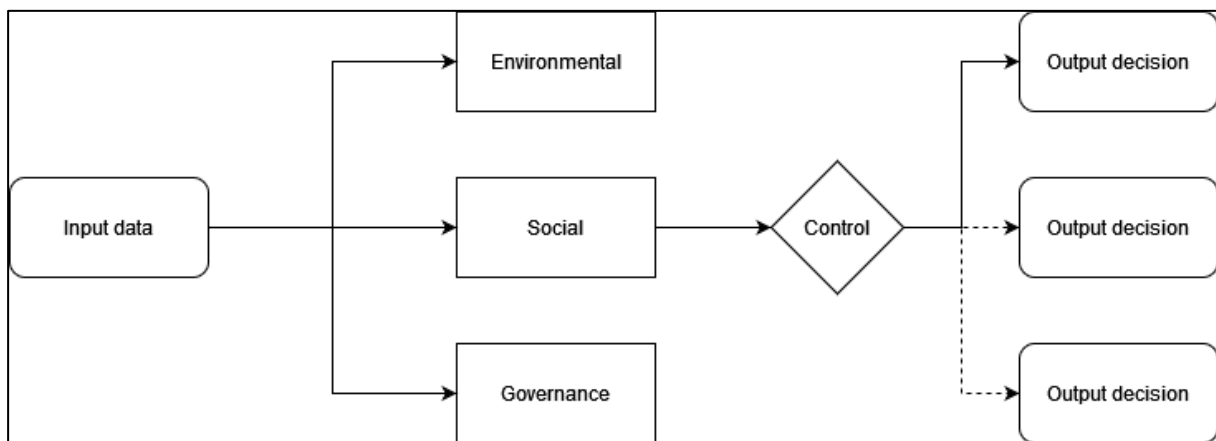 Environmental
Output decision
Input data
Social
Control
Output decision
Governance
Output decision